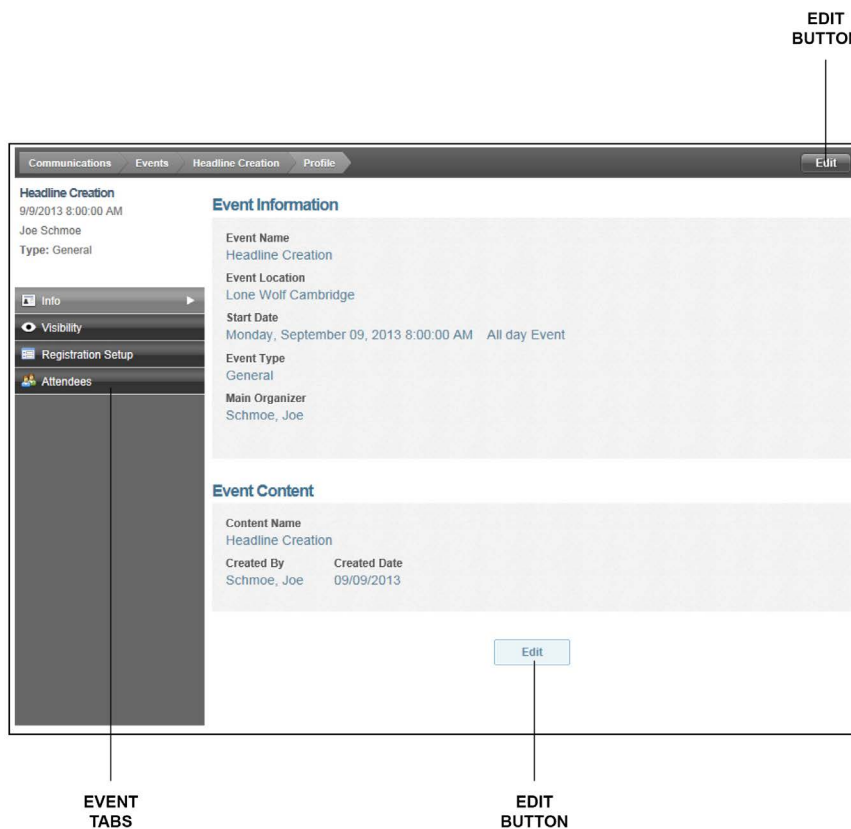 EDIT
BUTTON
Communications Events Headline Creation Profile Edit
Headline Creation
9/9/2013 8:00:00 AM
Joe Schmoe
Type: General
Info
Visibility
Registration Setup
Attendees
Event Information
Event Name
Headline Creation
Event Location
Lone Wolf Cambridge
Start Date
Monday, September 09, 2013 8:00:00 AM All day Event
Event Type
General
Main Organizer
Schmoe, Joe
Event Content
Content Name
Headline Creation
Created By Created Date
Schmoe, Joe 09/09/2013
Edit
EVENT
TABS
EDIT
BUTTON